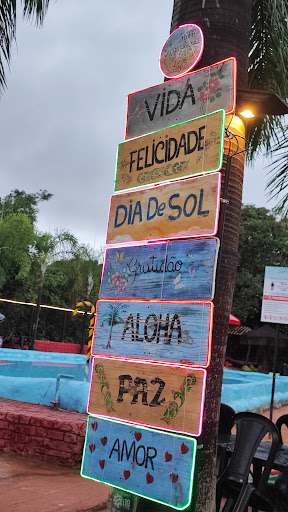 VIDA
FELICIDADE
DIA De SOL
Gratidão
ALOHA
PAZ
AMOR